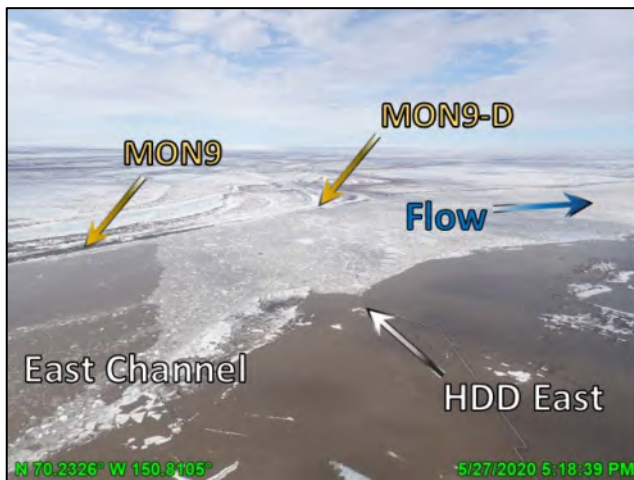 MON9-D
MON9
Flow
East Channel
HDD East
N 70.2326° W 150.8105°
5/27/2020 5:18:39 PM